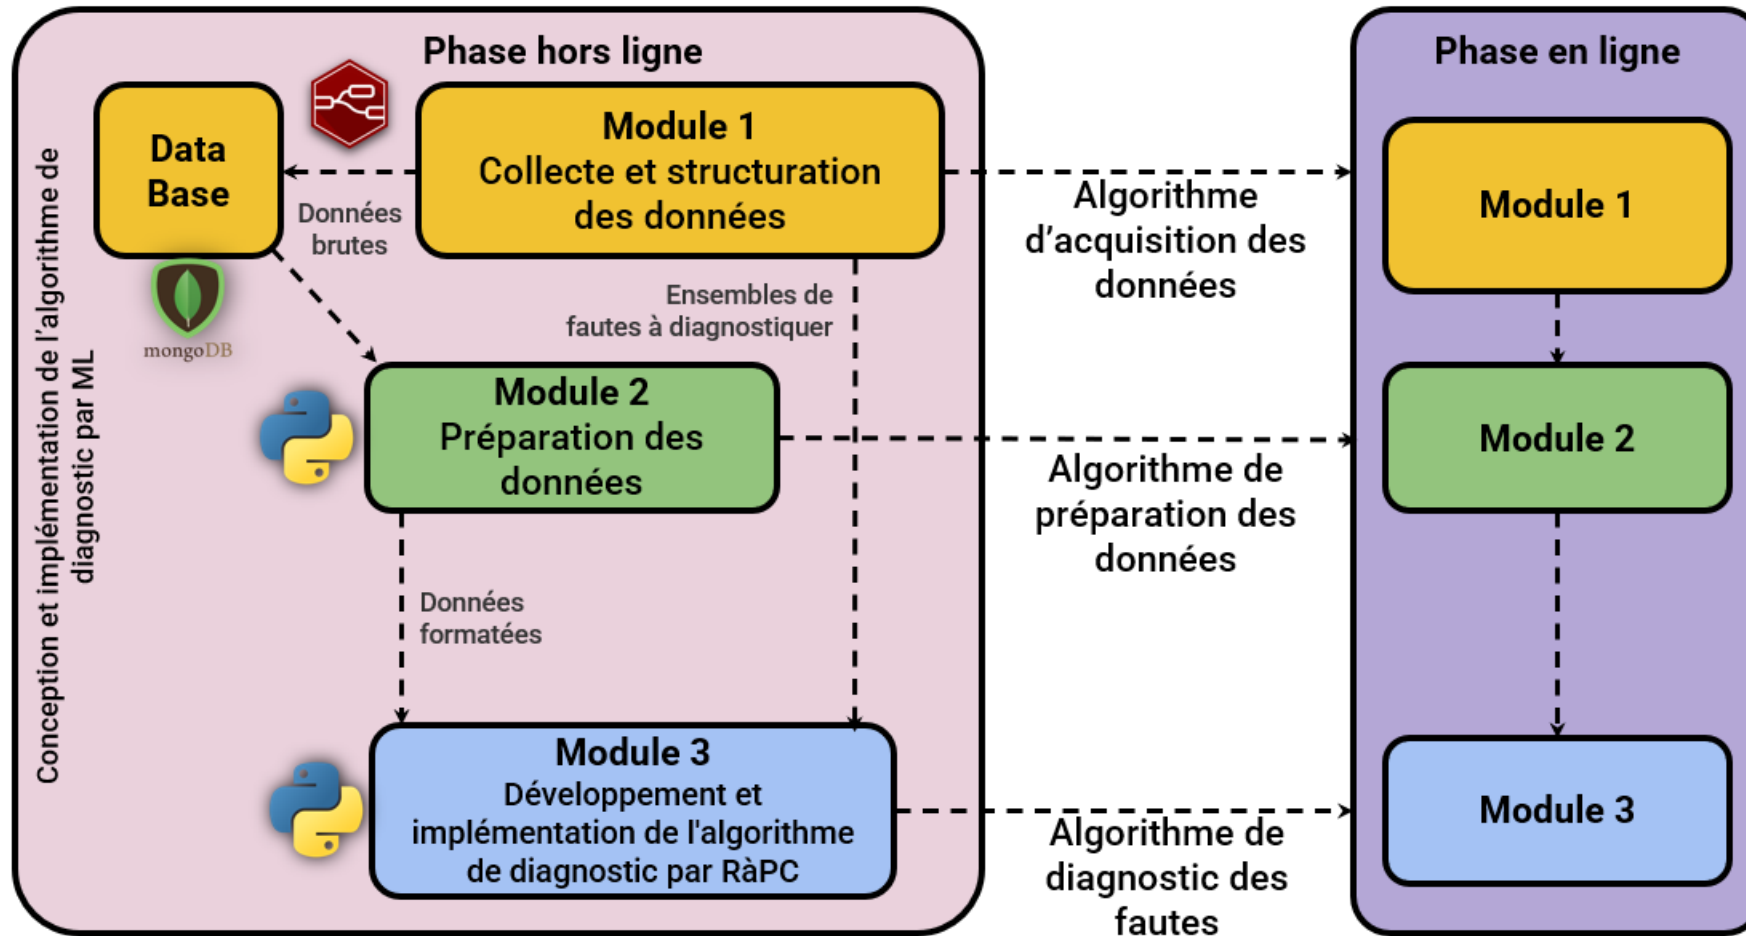 Conception et implémentation de l'algorithme de
diagnostic par ML
Phase hors ligne
Data
Base
mongoDB
Données
brutes
Module 1
Collecte et structuration
des données
Ensembles de
fautes à diagnostiquer
Module 2
Préparation des
données
Données
formatées
Module 3
Développement et
implémentation de l'algorithme
de diagnostic par RàPC
Algorithme
d'acquisition des
données
Algorithme de
préparation des
données
Algorithme de
diagnostic des
fautes
Phase en ligne
Module 1
Module 2
Module 3